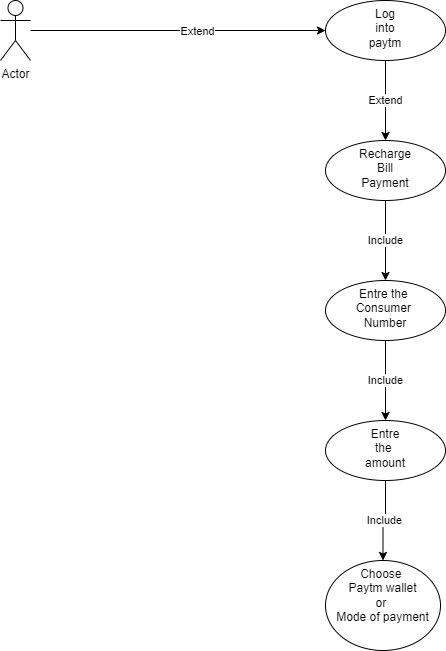 Extend
Log
into
paytm
Actor
Extend
Recharge
Bill
Payment
Include
Entre the
Consumer
Number
Include
Entre
the
amount
Include
Choose
Paytm wallet
or
Mode of payment